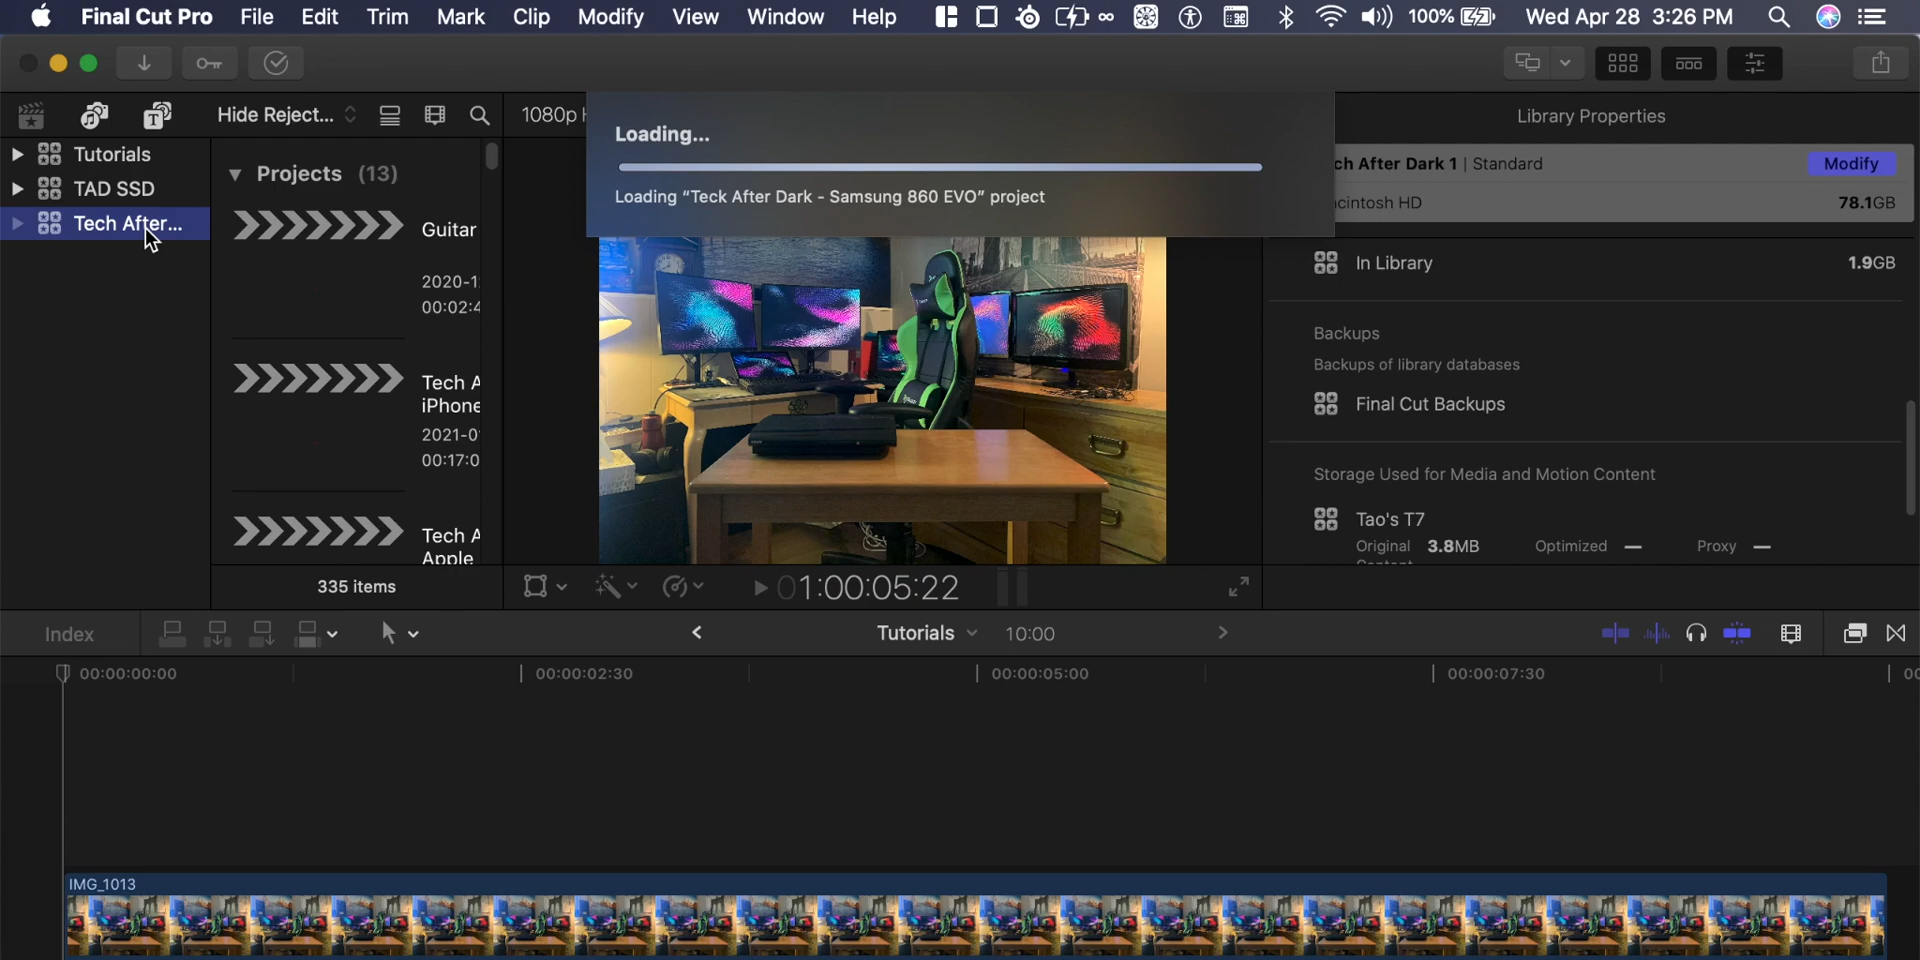 Final Cut Pro File Edit Trim Mark Clip Modify View Window Help 100% Wed Apr 28 3:26 PM
Hide Reject... 1080p Library Properties
Loading...
Loading “Teck After Dark - Samsung 860 EVO” project
Tutorials
TAD SSD
Tech After...
Projects (13)
Guitar
2020-1
00:02:4
Tech A
iPhone
2021-0
00:17:0
Tech A
Apple
335 items
ch After Dark 1 | Standard Modify
cintosh HD 78.1GB
In Library 1.9GB
Backups
Backups of library databases
Final Cut Backups
Storage Used for Media and Motion Content
Tao's T7
Original 3.8MB Optimized — Proxy —
01:00:05:22
Index Tutorials 10:00
00:00:00:00 00:00:02:30 00:00:05:00 00:00:07:30
IMG_1013